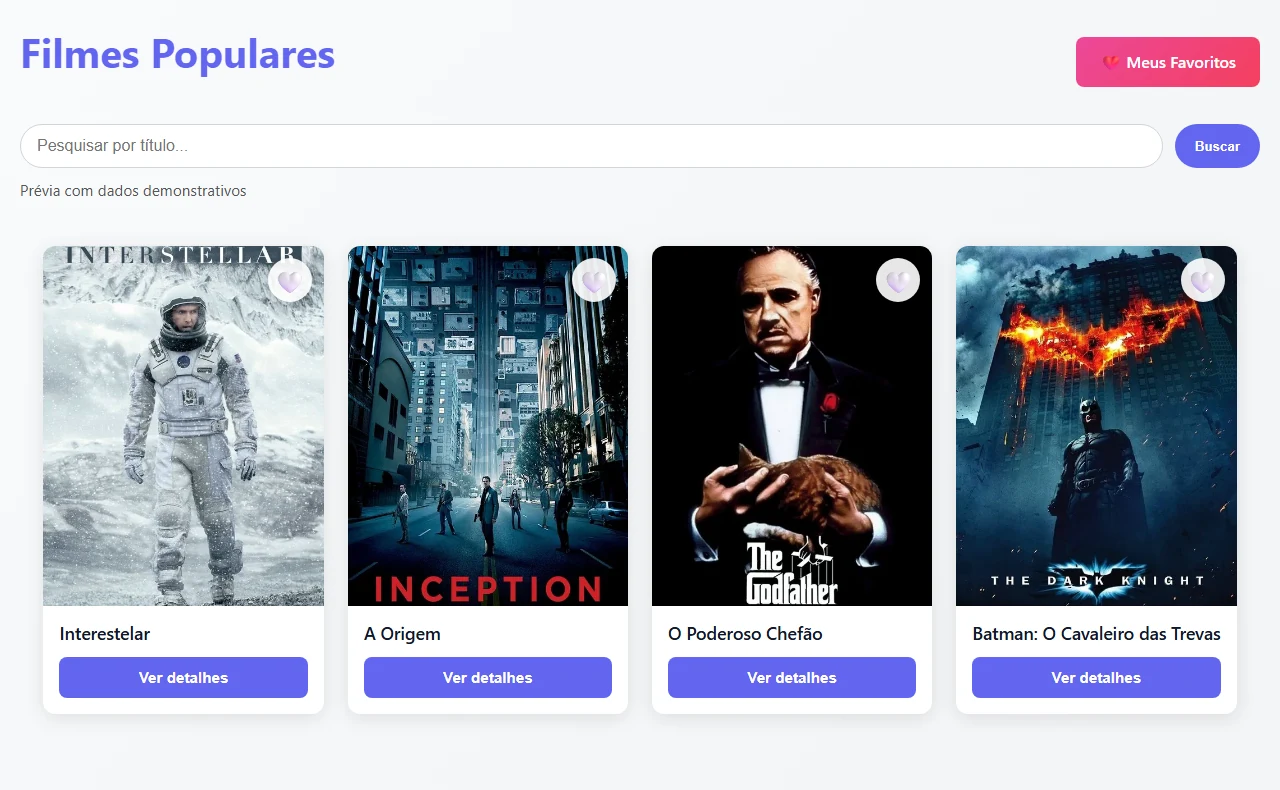 Filmes Populares
Meus Favoritos
Pesquisar por título...
Buscar
Prévia com dados demonstrativos
INTERSTELLAR
INCEPTION
The
Godfather
THE DARK KNIGHT
Interestelar
A Origem
O Poderoso Chefão
Batman: O Cavaleiro das Trevas
Ver detalhes
Ver detalhes
Ver detalhes
Ver detalhes